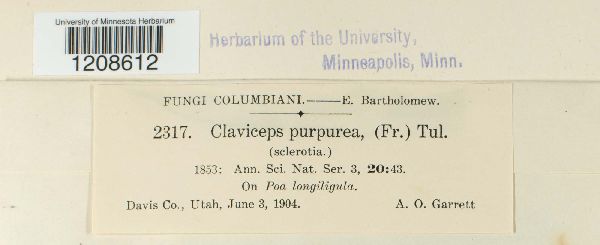 University of Minnesota Herbarium
1208612
Herbarium of the University,
Minneapolis, Minn.
FUNGI COLUMBIANI.——E. Bartholomew.
2317. Claviceps purpurea, (Fr.) Tul.
(sclerotia.)
1853: Ann. Sci. Nat. Ser. 3, 20:43.
On Poa longiligula.
Davis Co., Utah, June 3, 1904. A. O. Garrett